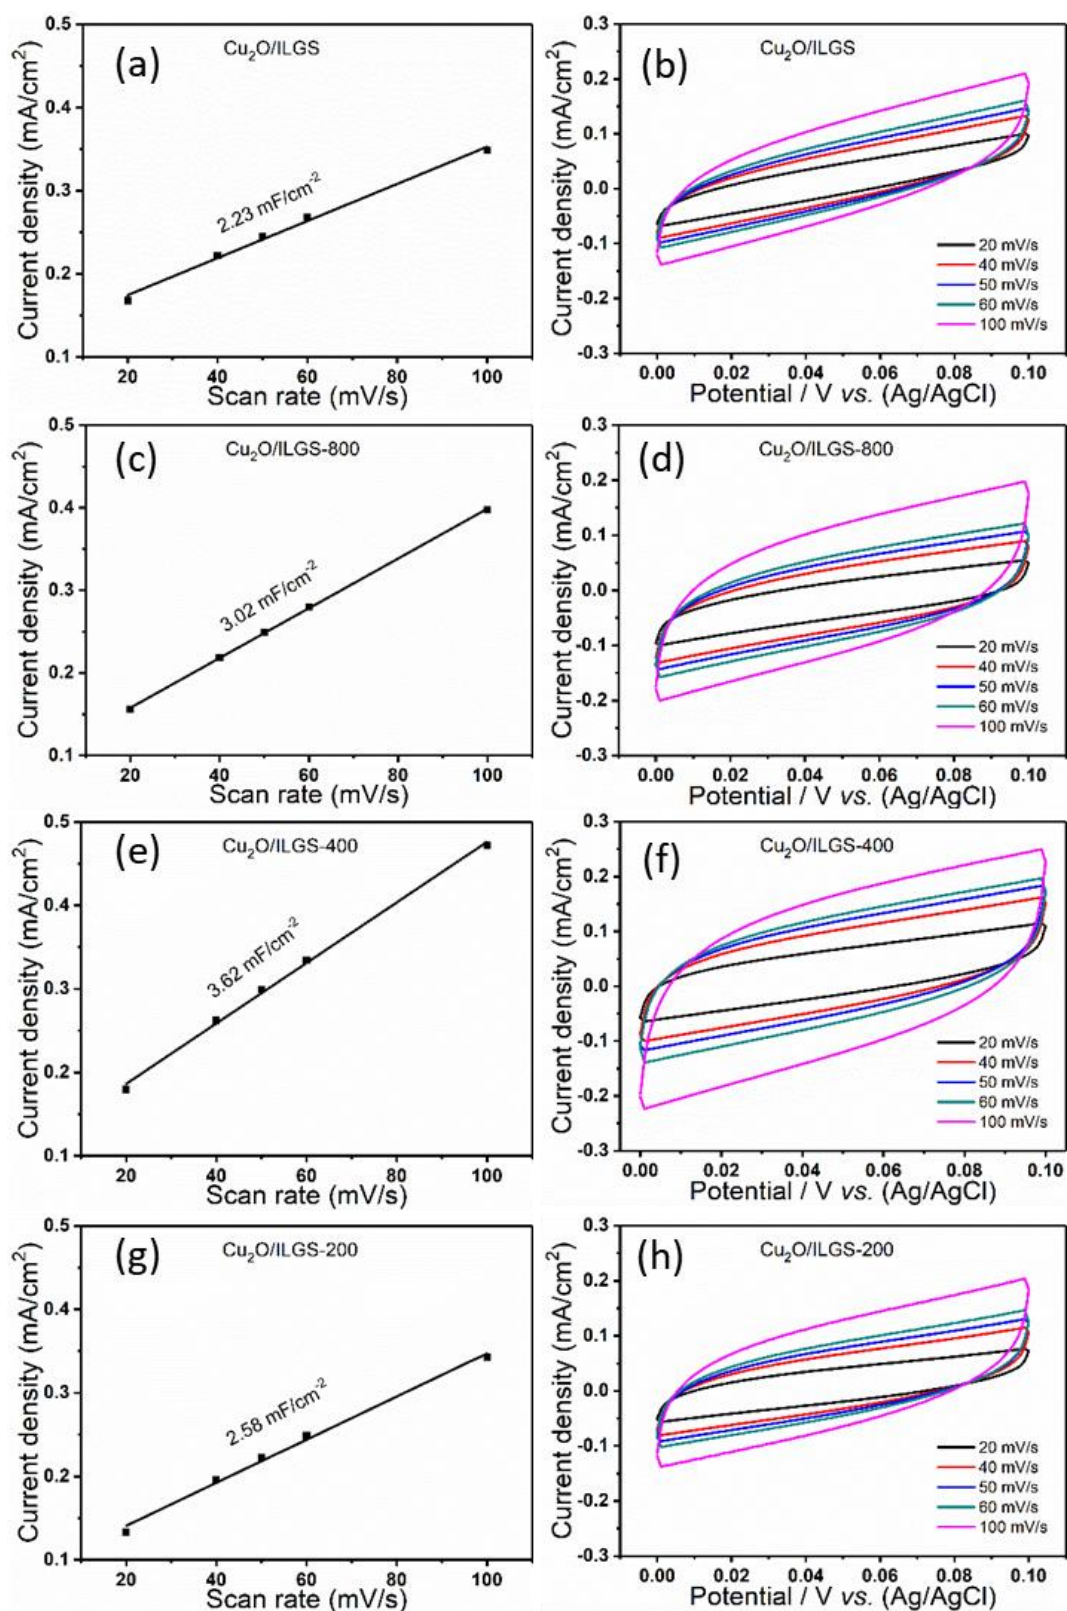 (a)
Cu₂O/ILGS
2.23 mF/cm⁻²
Current density (mA/cm²)
0.5
0.4
0.3
0.2
0.1
20 40 60 80 100
Scan rate (mV/s)
(b)
Cu₂O/ILGS
Current density (mA/cm²)
0.3
0.2
0.1
0.0
-0.1
-0.2
-0.3
20 mV/s
40 mV/s
50 mV/s
60 mV/s
100 mV/s
0.00 0.02 0.04 0.06 0.08 0.10
Potential / V vs. (Ag/AgCl)
(c)
Cu₂O/ILGS-800
3.02 mF/cm⁻²
Current density (mA/cm²)
0.5
0.4
0.3
0.2
0.1
20 40 60 80 100
Scan rate (mV/s)
(d)
Cu₂O/ILGS-800
Current density (mA/cm²)
0.3
0.2
0.1
0.0
-0.1
-0.2
-0.3
20 mV/s
40 mV/s
50 mV/s
60 mV/s
100 mV/s
0.00 0.02 0.04 0.06 0.08 0.10
Potential / V vs. (Ag/AgCl)
(e)
Cu₂O/ILGS-400
3.62 mF/cm⁻²
Current density (mA/cm²)
0.5
0.4
0.3
0.2
0.1
20 40 60 80 100
Scan rate (mV/s)
(f)
Cu₂O/ILGS-400
Current density (mA/cm²)
0.3
0.2
0.1
0.0
-0.1
-0.2
-0.3
20 mV/s
40 mV/s
50 mV/s
60 mV/s
100 mV/s
0.00 0.02 0.04 0.06 0.08 0.10
Potential / V vs. (Ag/AgCl)
(g)
Cu₂O/ILGS-200
2.58 mF/cm⁻²
Current density (mA/cm²)
0.5
0.4
0.3
0.2
0.1
20 40 60 80 100
Scan rate (mV/s)
(h)
Cu₂O/ILGS-200
Current density (mA/cm²)
0.3
0.2
0.1
0.0
-0.1
-0.2
-0.3
20 mV/s
40 mV/s
50 mV/s
60 mV/s
100 mV/s
0.00 0.02 0.04 0.06 0.08 0.10
Potential / V vs. (Ag/AgCl)